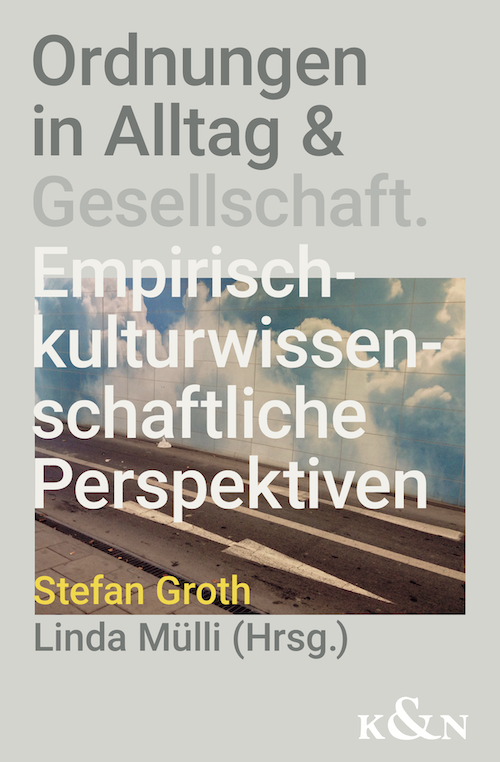 Ordnungen
in Alltag &
Gesellschaft.
Empirisch-
kulturwissen-
schaftliche
Perspektiven
Stefan Groth
Linda Mülli (Hrsg.)
K&N